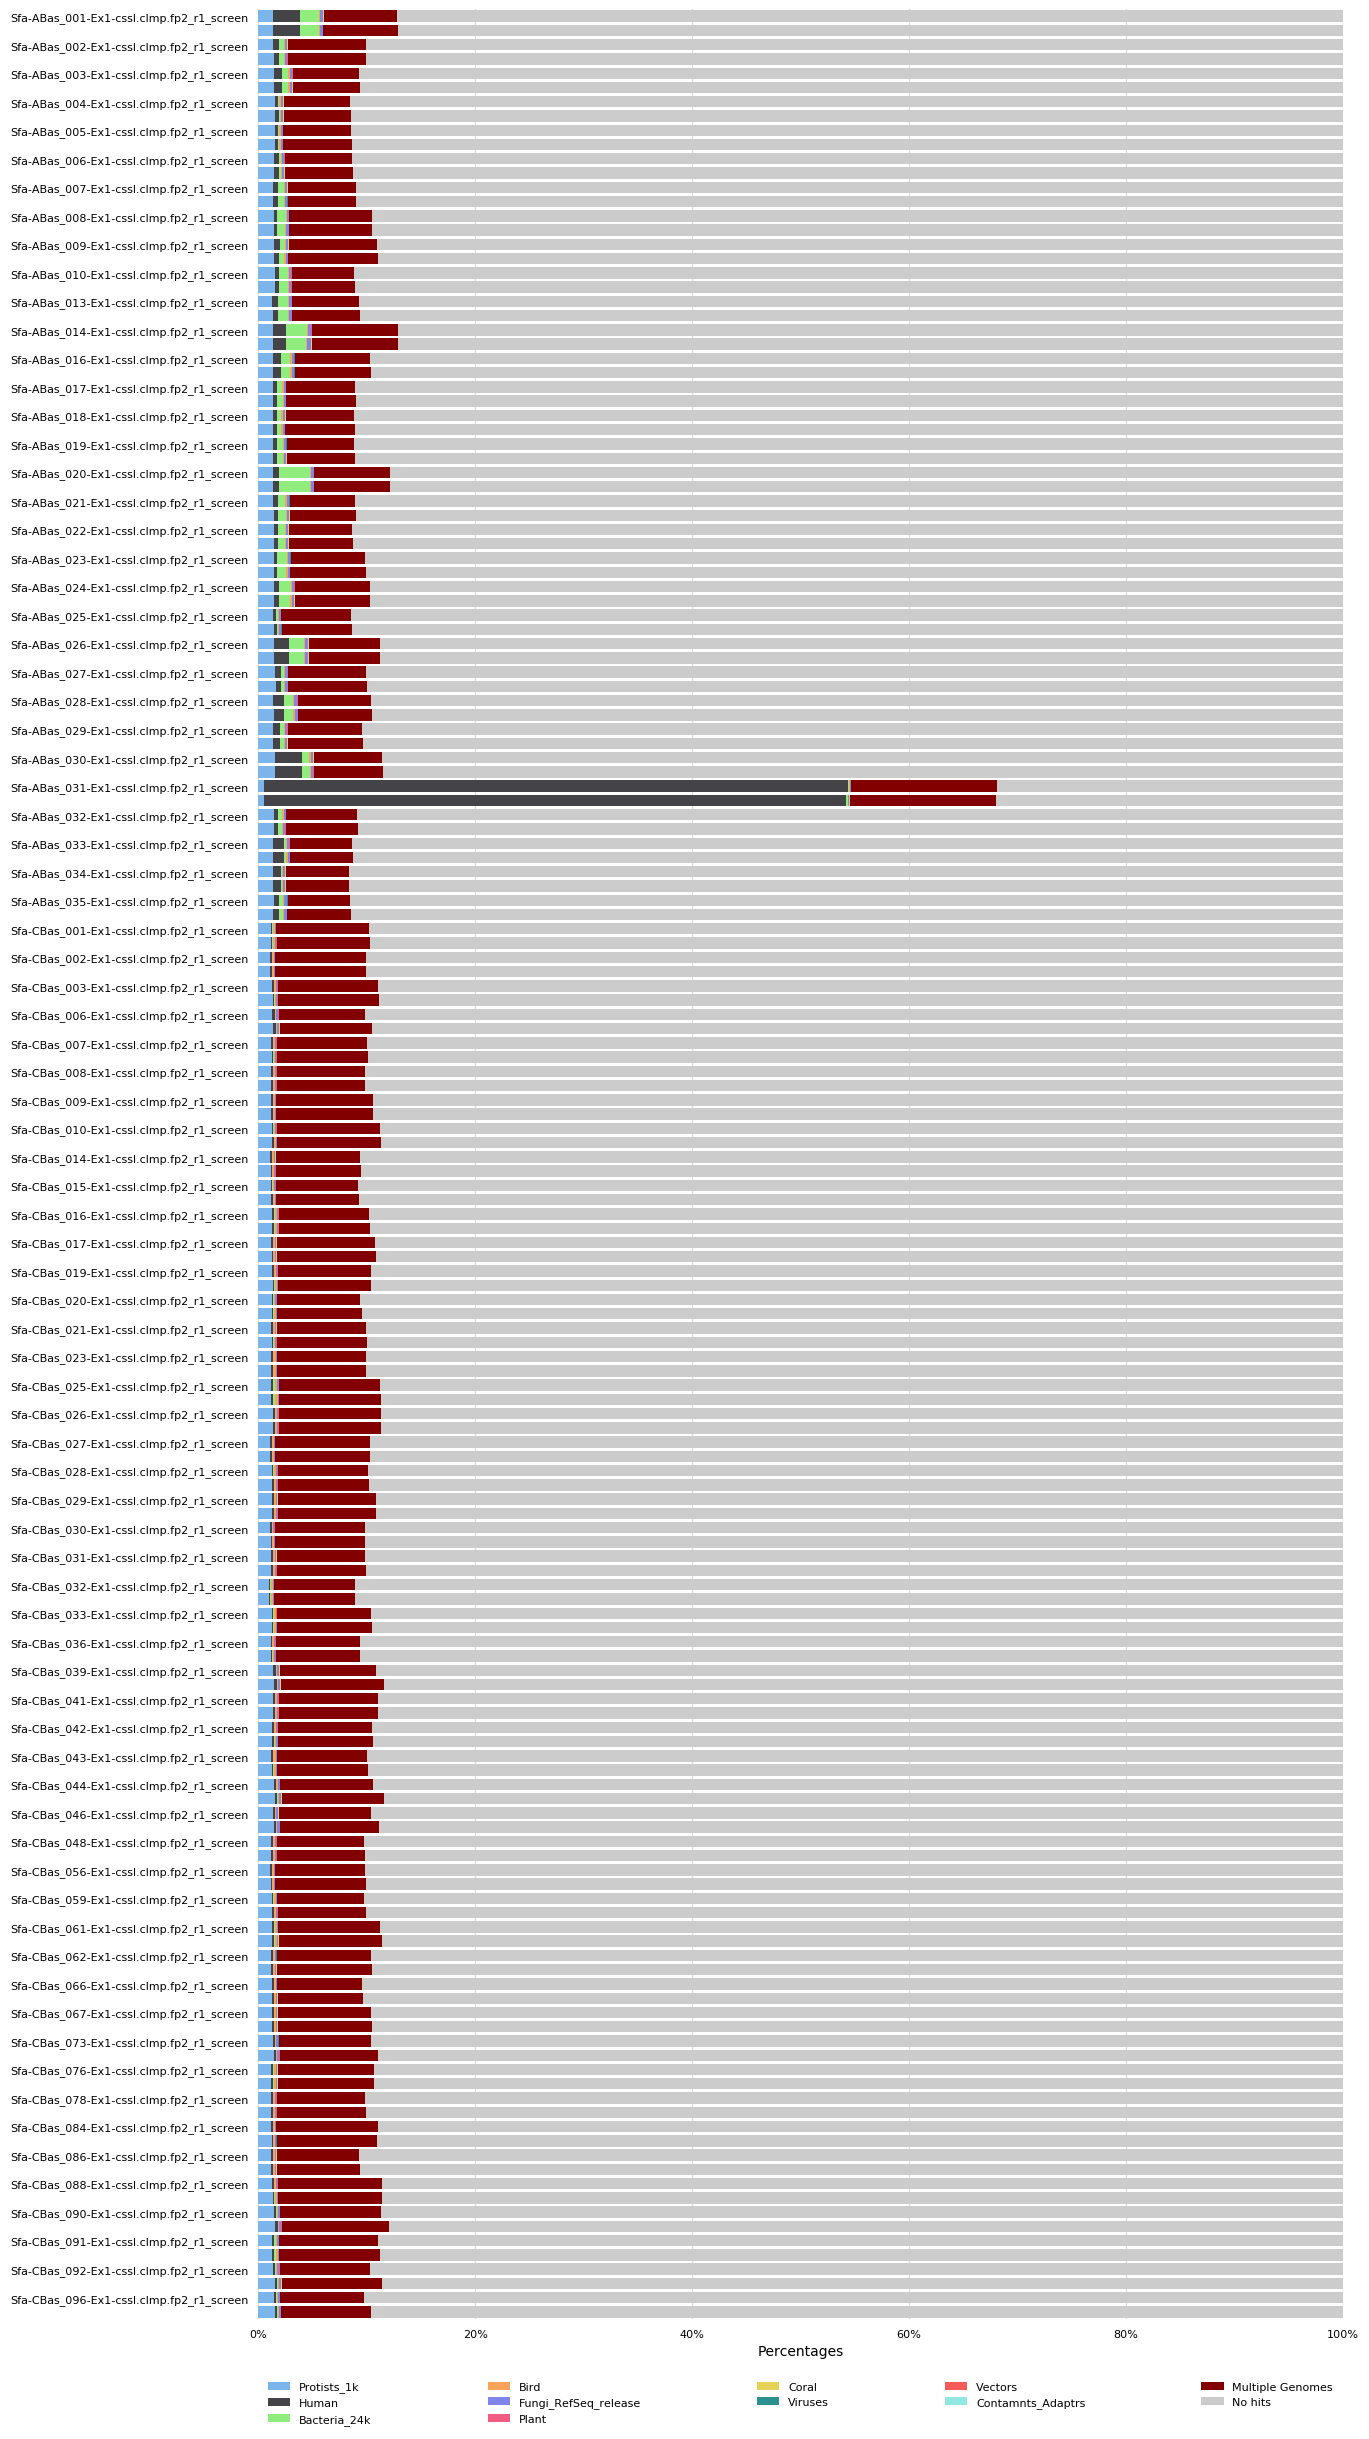 Sfa-ABas_001-Ex1-cssl.clmp.fp2_r1_screen
Sfa-ABas_002-Ex1-cssl.clmp.fp2_r1_screen
Sfa-ABas_003-Ex1-cssl.clmp.fp2_r1_screen
Sfa-ABas_004-Ex1-cssl.clmp.fp2_r1_screen
Sfa-ABas_005-Ex1-cssl.clmp.fp2_r1_screen
Sfa-ABas_006-Ex1-cssl.clmp.fp2_r1_screen
Sfa-ABas_007-Ex1-cssl.clmp.fp2_r1_screen
Sfa-ABas_008-Ex1-cssl.clmp.fp2_r1_screen
Sfa-ABas_009-Ex1-cssl.clmp.fp2_r1_screen
Sfa-ABas_010-Ex1-cssl.clmp.fp2_r1_screen
Sfa-ABas_013-Ex1-cssl.clmp.fp2_r1_screen
Sfa-ABas_014-Ex1-cssl.clmp.fp2_r1_screen
Sfa-ABas_016-Ex1-cssl.clmp.fp2_r1_screen
Sfa-ABas_017-Ex1-cssl.clmp.fp2_r1_screen
Sfa-ABas_018-Ex1-cssl.clmp.fp2_r1_screen
Sfa-ABas_019-Ex1-cssl.clmp.fp2_r1_screen
Sfa-ABas_020-Ex1-cssl.clmp.fp2_r1_screen
Sfa-ABas_021-Ex1-cssl.clmp.fp2_r1_screen
Sfa-ABas_022-Ex1-cssl.clmp.fp2_r1_screen
Sfa-ABas_023-Ex1-cssl.clmp.fp2_r1_screen
Sfa-ABas_024-Ex1-cssl.clmp.fp2_r1_screen
Sfa-ABas_025-Ex1-cssl.clmp.fp2_r1_screen
Sfa-ABas_026-Ex1-cssl.clmp.fp2_r1_screen
Sfa-ABas_027-Ex1-cssl.clmp.fp2_r1_screen
Sfa-ABas_028-Ex1-cssl.clmp.fp2_r1_screen
Sfa-ABas_029-Ex1-cssl.clmp.fp2_r1_screen
Sfa-ABas_030-Ex1-cssl.clmp.fp2_r1_screen
Sfa-ABas_031-Ex1-cssl.clmp.fp2_r1_screen
Sfa-ABas_032-Ex1-cssl.clmp.fp2_r1_screen
Sfa-ABas_033-Ex1-cssl.clmp.fp2_r1_screen
Sfa-ABas_034-Ex1-cssl.clmp.fp2_r1_screen
Sfa-ABas_035-Ex1-cssl.clmp.fp2_r1_screen
Sfa-CBas_001-Ex1-cssl.clmp.fp2_r1_screen
Sfa-CBas_002-Ex1-cssl.clmp.fp2_r1_screen
Sfa-CBas_003-Ex1-cssl.clmp.fp2_r1_screen
Sfa-CBas_006-Ex1-cssl.clmp.fp2_r1_screen
Sfa-CBas_007-Ex1-cssl.clmp.fp2_r1_screen
Sfa-CBas_008-Ex1-cssl.clmp.fp2_r1_screen
Sfa-CBas_009-Ex1-cssl.clmp.fp2_r1_screen
Sfa-CBas_010-Ex1-cssl.clmp.fp2_r1_screen
Sfa-CBas_014-Ex1-cssl.clmp.fp2_r1_screen
Sfa-CBas_015-Ex1-cssl.clmp.fp2_r1_screen
Sfa-CBas_016-Ex1-cssl.clmp.fp2_r1_screen
Sfa-CBas_017-Ex1-cssl.clmp.fp2_r1_screen
Sfa-CBas_019-Ex1-cssl.clmp.fp2_r1_screen
Sfa-CBas_020-Ex1-cssl.clmp.fp2_r1_screen
Sfa-CBas_021-Ex1-cssl.clmp.fp2_r1_screen
Sfa-CBas_023-Ex1-cssl.clmp.fp2_r1_screen
Sfa-CBas_025-Ex1-cssl.clmp.fp2_r1_screen
Sfa-CBas_026-Ex1-cssl.clmp.fp2_r1_screen
Sfa-CBas_027-Ex1-cssl.clmp.fp2_r1_screen
Sfa-CBas_028-Ex1-cssl.clmp.fp2_r1_screen
Sfa-CBas_029-Ex1-cssl.clmp.fp2_r1_screen
Sfa-CBas_030-Ex1-cssl.clmp.fp2_r1_screen
Sfa-CBas_031-Ex1-cssl.clmp.fp2_r1_screen
Sfa-CBas_032-Ex1-cssl.clmp.fp2_r1_screen
Sfa-CBas_033-Ex1-cssl.clmp.fp2_r1_screen
Sfa-CBas_036-Ex1-cssl.clmp.fp2_r1_screen
Sfa-CBas_039-Ex1-cssl.clmp.fp2_r1_screen
Sfa-CBas_041-Ex1-cssl.clmp.fp2_r1_screen
Sfa-CBas_042-Ex1-cssl.clmp.fp2_r1_screen
Sfa-CBas_043-Ex1-cssl.clmp.fp2_r1_screen
Sfa-CBas_044-Ex1-cssl.clmp.fp2_r1_screen
Sfa-CBas_046-Ex1-cssl.clmp.fp2_r1_screen
Sfa-CBas_048-Ex1-cssl.clmp.fp2_r1_screen
Sfa-CBas_056-Ex1-cssl.clmp.fp2_r1_screen
Sfa-CBas_059-Ex1-cssl.clmp.fp2_r1_screen
Sfa-CBas_061-Ex1-cssl.clmp.fp2_r1_screen
Sfa-CBas_062-Ex1-cssl.clmp.fp2_r1_screen
Sfa-CBas_066-Ex1-cssl.clmp.fp2_r1_screen
Sfa-CBas_067-Ex1-cssl.clmp.fp2_r1_screen
Sfa-CBas_073-Ex1-cssl.clmp.fp2_r1_screen
Sfa-CBas_076-Ex1-cssl.clmp.fp2_r1_screen
Sfa-CBas_078-Ex1-cssl.clmp.fp2_r1_screen
Sfa-CBas_084-Ex1-cssl.clmp.fp2_r1_screen
Sfa-CBas_086-Ex1-cssl.clmp.fp2_r1_screen
Sfa-CBas_088-Ex1-cssl.clmp.fp2_r1_screen
Sfa-CBas_090-Ex1-cssl.clmp.fp2_r1_screen
Sfa-CBas_091-Ex1-cssl.clmp.fp2_r1_screen
Sfa-CBas_092-Ex1-cssl.clmp.fp2_r1_screen
Sfa-CBas_096-Ex1-cssl.clmp.fp2_r1_screen
0% 20% 40% 60% 80% 100%
Percentages
Protists_1k Bird Coral Vectors Multiple Genomes
Human Fungi_RefSeq_release Viruses Contamnts_Adaptrs No hits
Bacteria_24k Plant